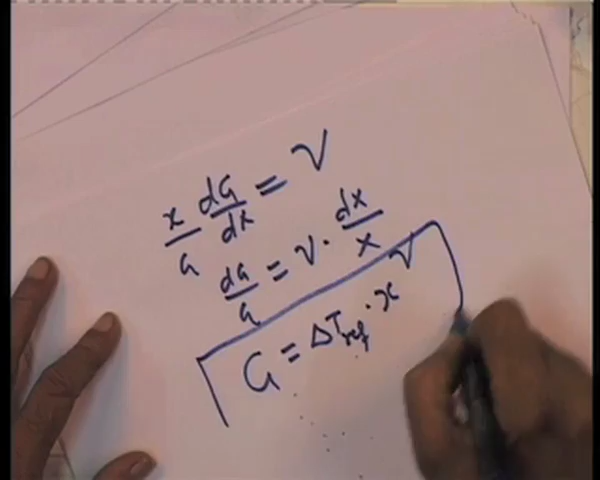 x/G dG/dx = ν
dG/G = ν · dx/x
G = ΔT_ref · x^ν